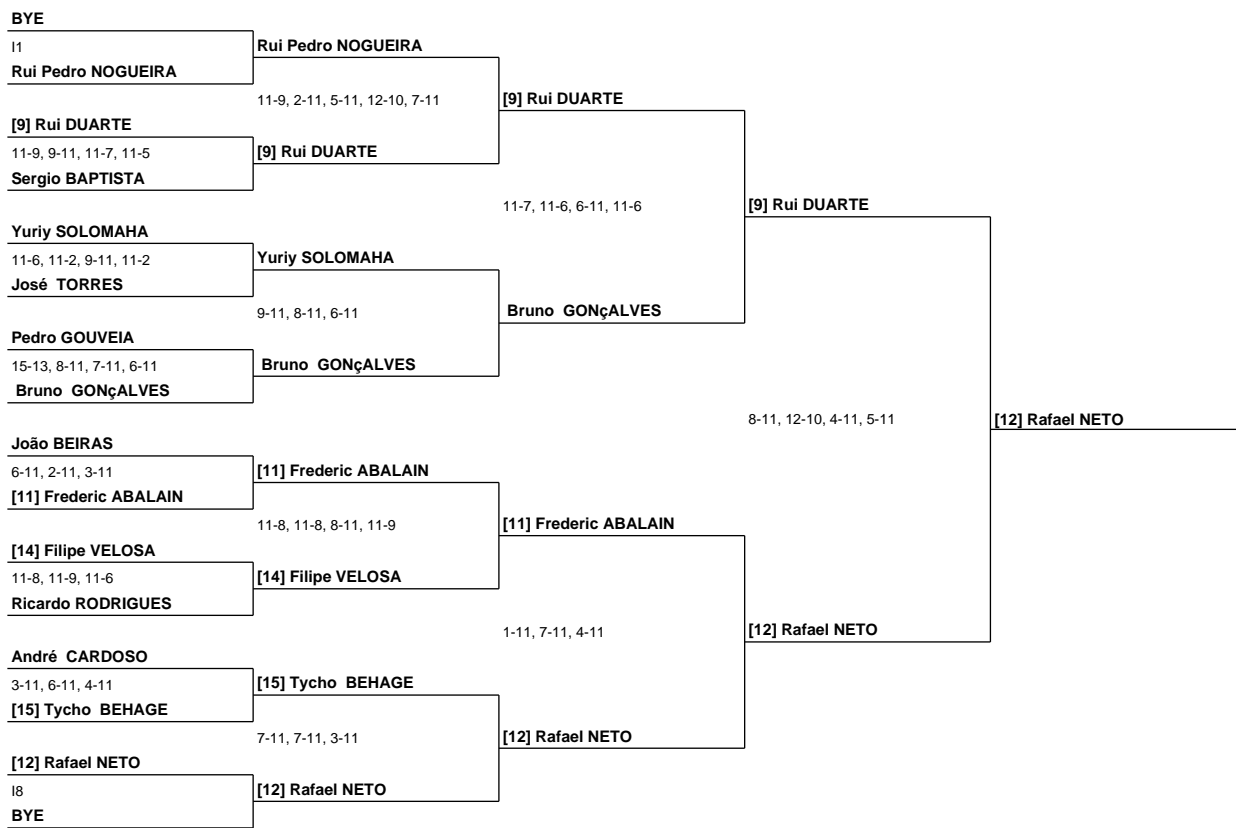 BYE
I1
Rui Pedro NOGUEIRA
Rui Pedro NOGUEIRA
11-9, 2-11, 5-11, 12-10, 7-11
[9] Rui DUARTE
[9] Rui DUARTE
11-9, 9-11, 11-7, 11-5
[9] Rui DUARTE
Sergio BAPTISTA
11-7, 11-6, 6-11, 11-6
[9] Rui DUARTE
Yuriy SOLOMAHA
11-6, 11-2, 9-11, 11-2
Yuriy SOLOMAHA
José TORRES
9-11, 8-11, 6-11
Bruno GONçALVES
Pedro GOUVEIA
15-13, 8-11, 7-11, 6-11
Bruno GONçALVES
Bruno GONçALVES
8-11, 12-10, 4-11, 5-11
[12] Rafael NETO
João BEIRAS
6-11, 2-11, 3-11
[11] Frederic ABALAIN
[11] Frederic ABALAIN
11-8, 11-8, 8-11, 11-9
[11] Frederic ABALAIN
[14] Filipe VELOSA
11-8, 11-9, 11-6
[14] Filipe VELOSA
Ricardo RODRIGUES
1-11, 7-11, 4-11
[12] Rafael NETO
André CARDOSO
3-11, 6-11, 4-11
[15] Tycho BEHAGE
[15] Tycho BEHAGE
7-11, 7-11, 3-11
[12] Rafael NETO
[12] Rafael NETO
I8
[12] Rafael NETO
BYE